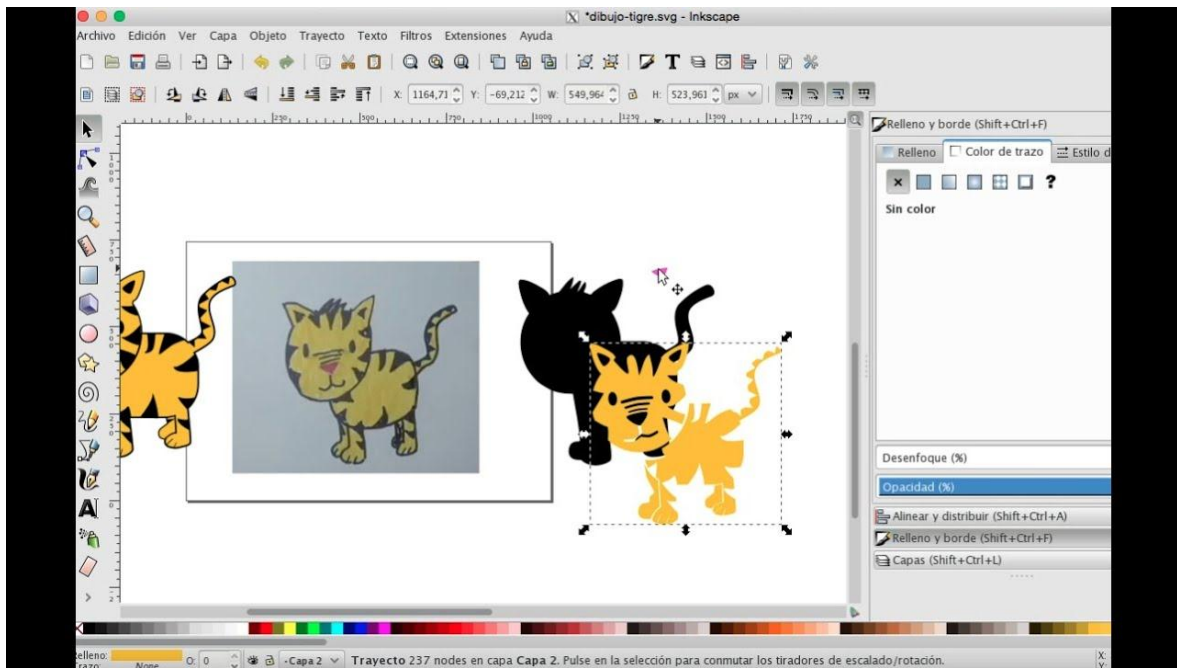 *dibujo-tigre.svg - Inkscape
Archivo Edición Ver Capa Objeto Trayecto Texto Filtros Extensiones Ayuda
X: 1164,71 Y: -69,212 W: 549,964 H: 523,961 px
Relleno y borde (Shift+Ctrl+F)
Relleno Color de trazo Estilo d
Sin color
Desenfoque (%)
Opacidad (%)
Alinear y distribuir (Shift+Ctrl+A)
Relleno y borde (Shift+Ctrl+F)
Capas (Shift+Ctrl+L)
Relleno:
Trazo: None O: 0 -Capa 2 Trayecto 237 nodes en capa Capa 2. Pulse en la selección para conmutar los tiradores de escalado/rotación. X:
Y: